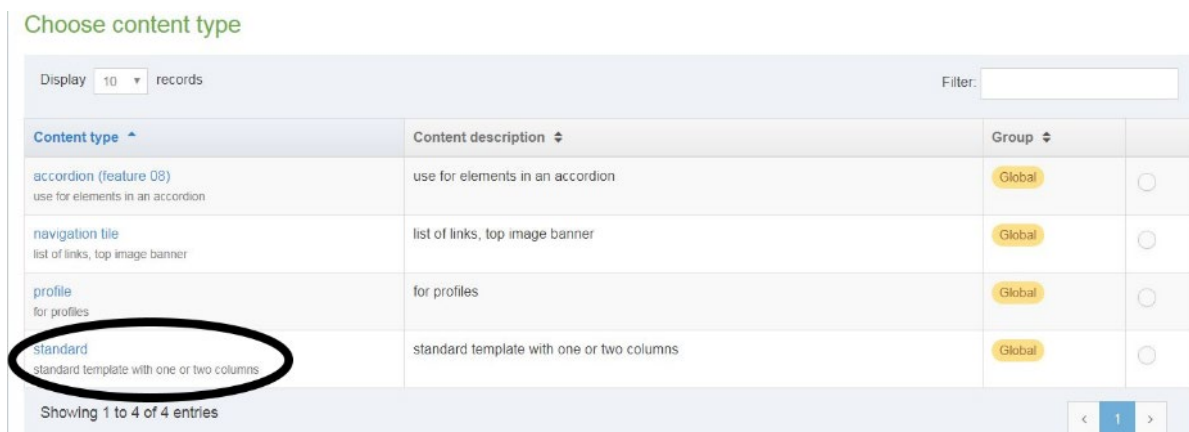 Choose content type
Display 10 records Filter:
Content type Content description Group
accordion (feature 08) use for elements in an accordion Global
use for elements in an accordion
navigation tile list of links, top image banner Global
list of links, top image banner
profile for profiles Global
for profiles
standard standard template with one or two columns Global
standard template with one or two columns
Showing 1 to 4 of 4 entries < 1 >